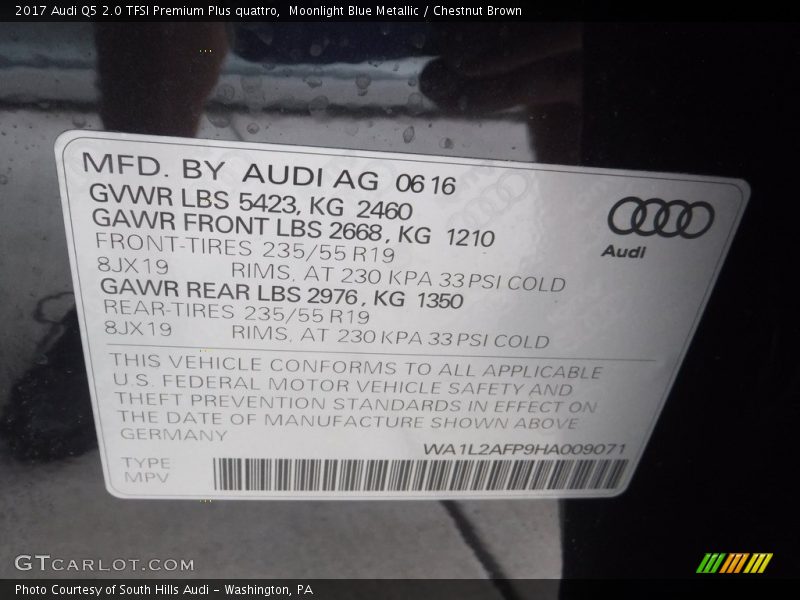 2017 Audi Q5 2.0 TFSI Premium Plus quattro,  Moonlight Blue Metallic / Chestnut Brown
MFD. BY AUDI AG 06 16
GVWR LBS 5423, KG 2460
GAWR FRONT LBS 2668, KG 1210
FRONT-TIRES 235/55 R19
8JX19 RIMS, AT 230 KPA 33 PSI COLD
GAWR REAR LBS 2976, KG 1350
REAR-TIRES 235/55 R19
8JX19 RIMS, AT 230 KPA 33 PSI COLD
Audi
THIS VEHICLE CONFORMS TO ALL APPLICABLE
U.S. FEDERAL MOTOR VEHICLE SAFETY AND
THEFT PREVENTION STANDARDS IN EFFECT ON
THE DATE OF MANUFACTURE SHOWN ABOVE
GERMANY
WA1L2AFP9HA009071
TYPE
MPV
GTCARLOT.COM
Photo Courtesy of South Hills Audi - Washington, PA